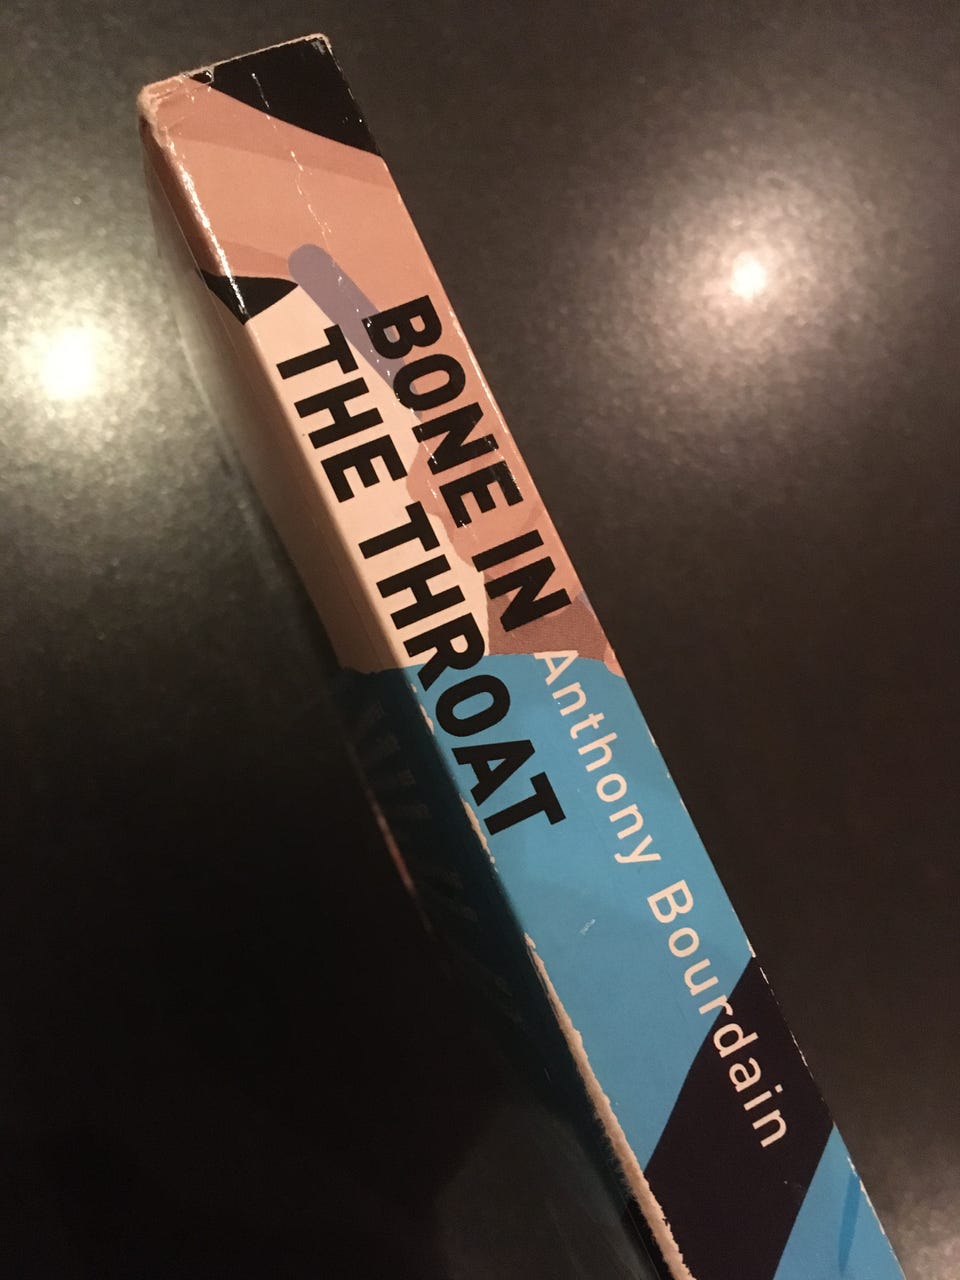 BONE IN
THE THROAT
Anthony Bourdain